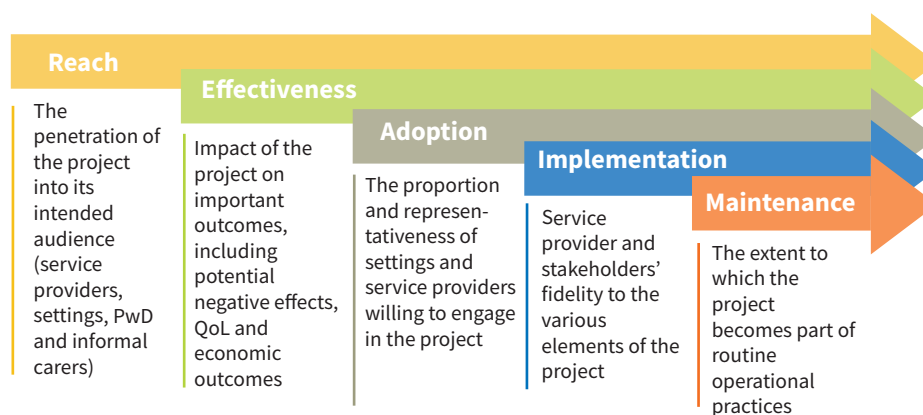 Reach
The
penetration of
the project
into its
intended
audience
(service
providers,
settings, PwD
and informal
carers)
Effectiveness
Impact of the
project on
important
outcomes,
including
potential
negative effects,
QoL and
economic
outcomes
Adoption
The proportion
and represen-
tativeness of
settings and
service providers
willing to engage
in the project
Implementation
Service
provider and
stakeholders’
fidelity to the
various
elements of the
project
Maintenance
The extent to
which the
project
becomes part of
routine
operational
practices